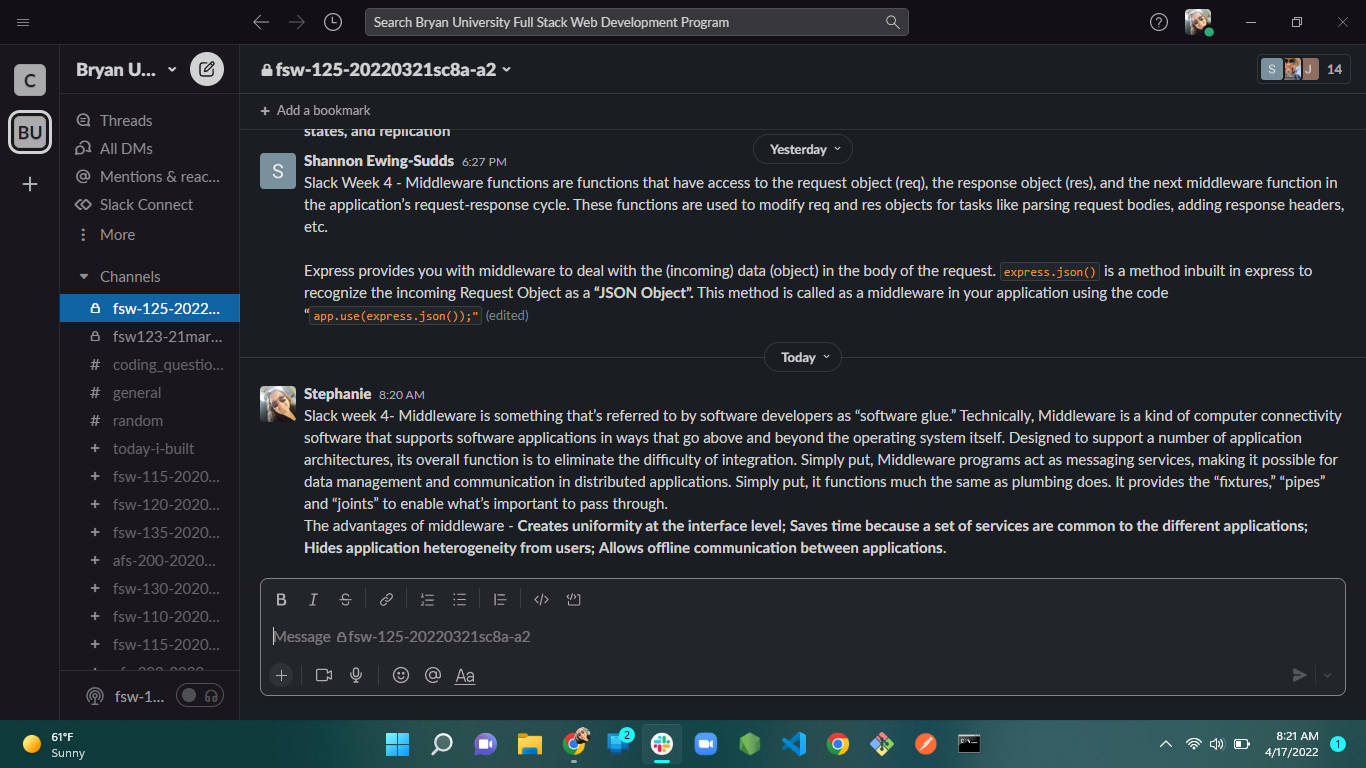 Search Bryan University Full Stack Web Development Program
C
BU
Bryan U...
Threads
All DMs
Mentions & reac...
Slack Connect
More
Channels
fsw-125-2022...
fsw123-21mar...
coding_questio...
general
random
today-i-built
fsw-115-2020...
fsw-120-2020...
fsw-135-2020...
afs-200-2020...
fsw-130-2020...
fsw-110-2020...
fsw-115-2020...
fsw-1...
fsw-125-20220321sc8a-a2
S J 14
+ Add a bookmark
states, and replication
Yesterday
S
Shannon Ewing-Sudds 6:27 PM
Slack Week 4 - Middleware functions are functions that have access to the request object (req), the response object (res), and the next middleware function in
the application’s request-response cycle. These functions are used to modify req and res objects for tasks like parsing request bodies, adding response headers,
etc.
Express provides you with middleware to deal with the (incoming) data (object) in the body of the request. express.json() is a method inbuilt in express to
recognize the incoming Request Object as a “JSON Object”. This method is called as a middleware in your application using the code
“app.use(express.json());" (edited)
Today
Stephanie 8:20 AM
Slack week 4- Middleware is something that’s referred to by software developers as “software glue.” Technically, Middleware is a kind of computer connectivity
software that supports software applications in ways that go above and beyond the operating system itself. Designed to support a number of application
architectures, its overall function is to eliminate the difficulty of integration. Simply put, Middleware programs act as messaging services, making it possible for
data management and communication in distributed applications. Simply put, it functions much the same as plumbing does. It provides the “fixtures,” “pipes”
and “joints” to enable what’s important to pass through.
The advantages of middleware - Creates uniformity at the interface level; Saves time because a set of services are common to the different applications;
Hides application heterogeneity from users; Allows offline communication between applications.
B I S
Message fsw-125-20220321sc8a-a2
Aa
61°F
Sunny
2
8:21 AM
4/17/2022
1